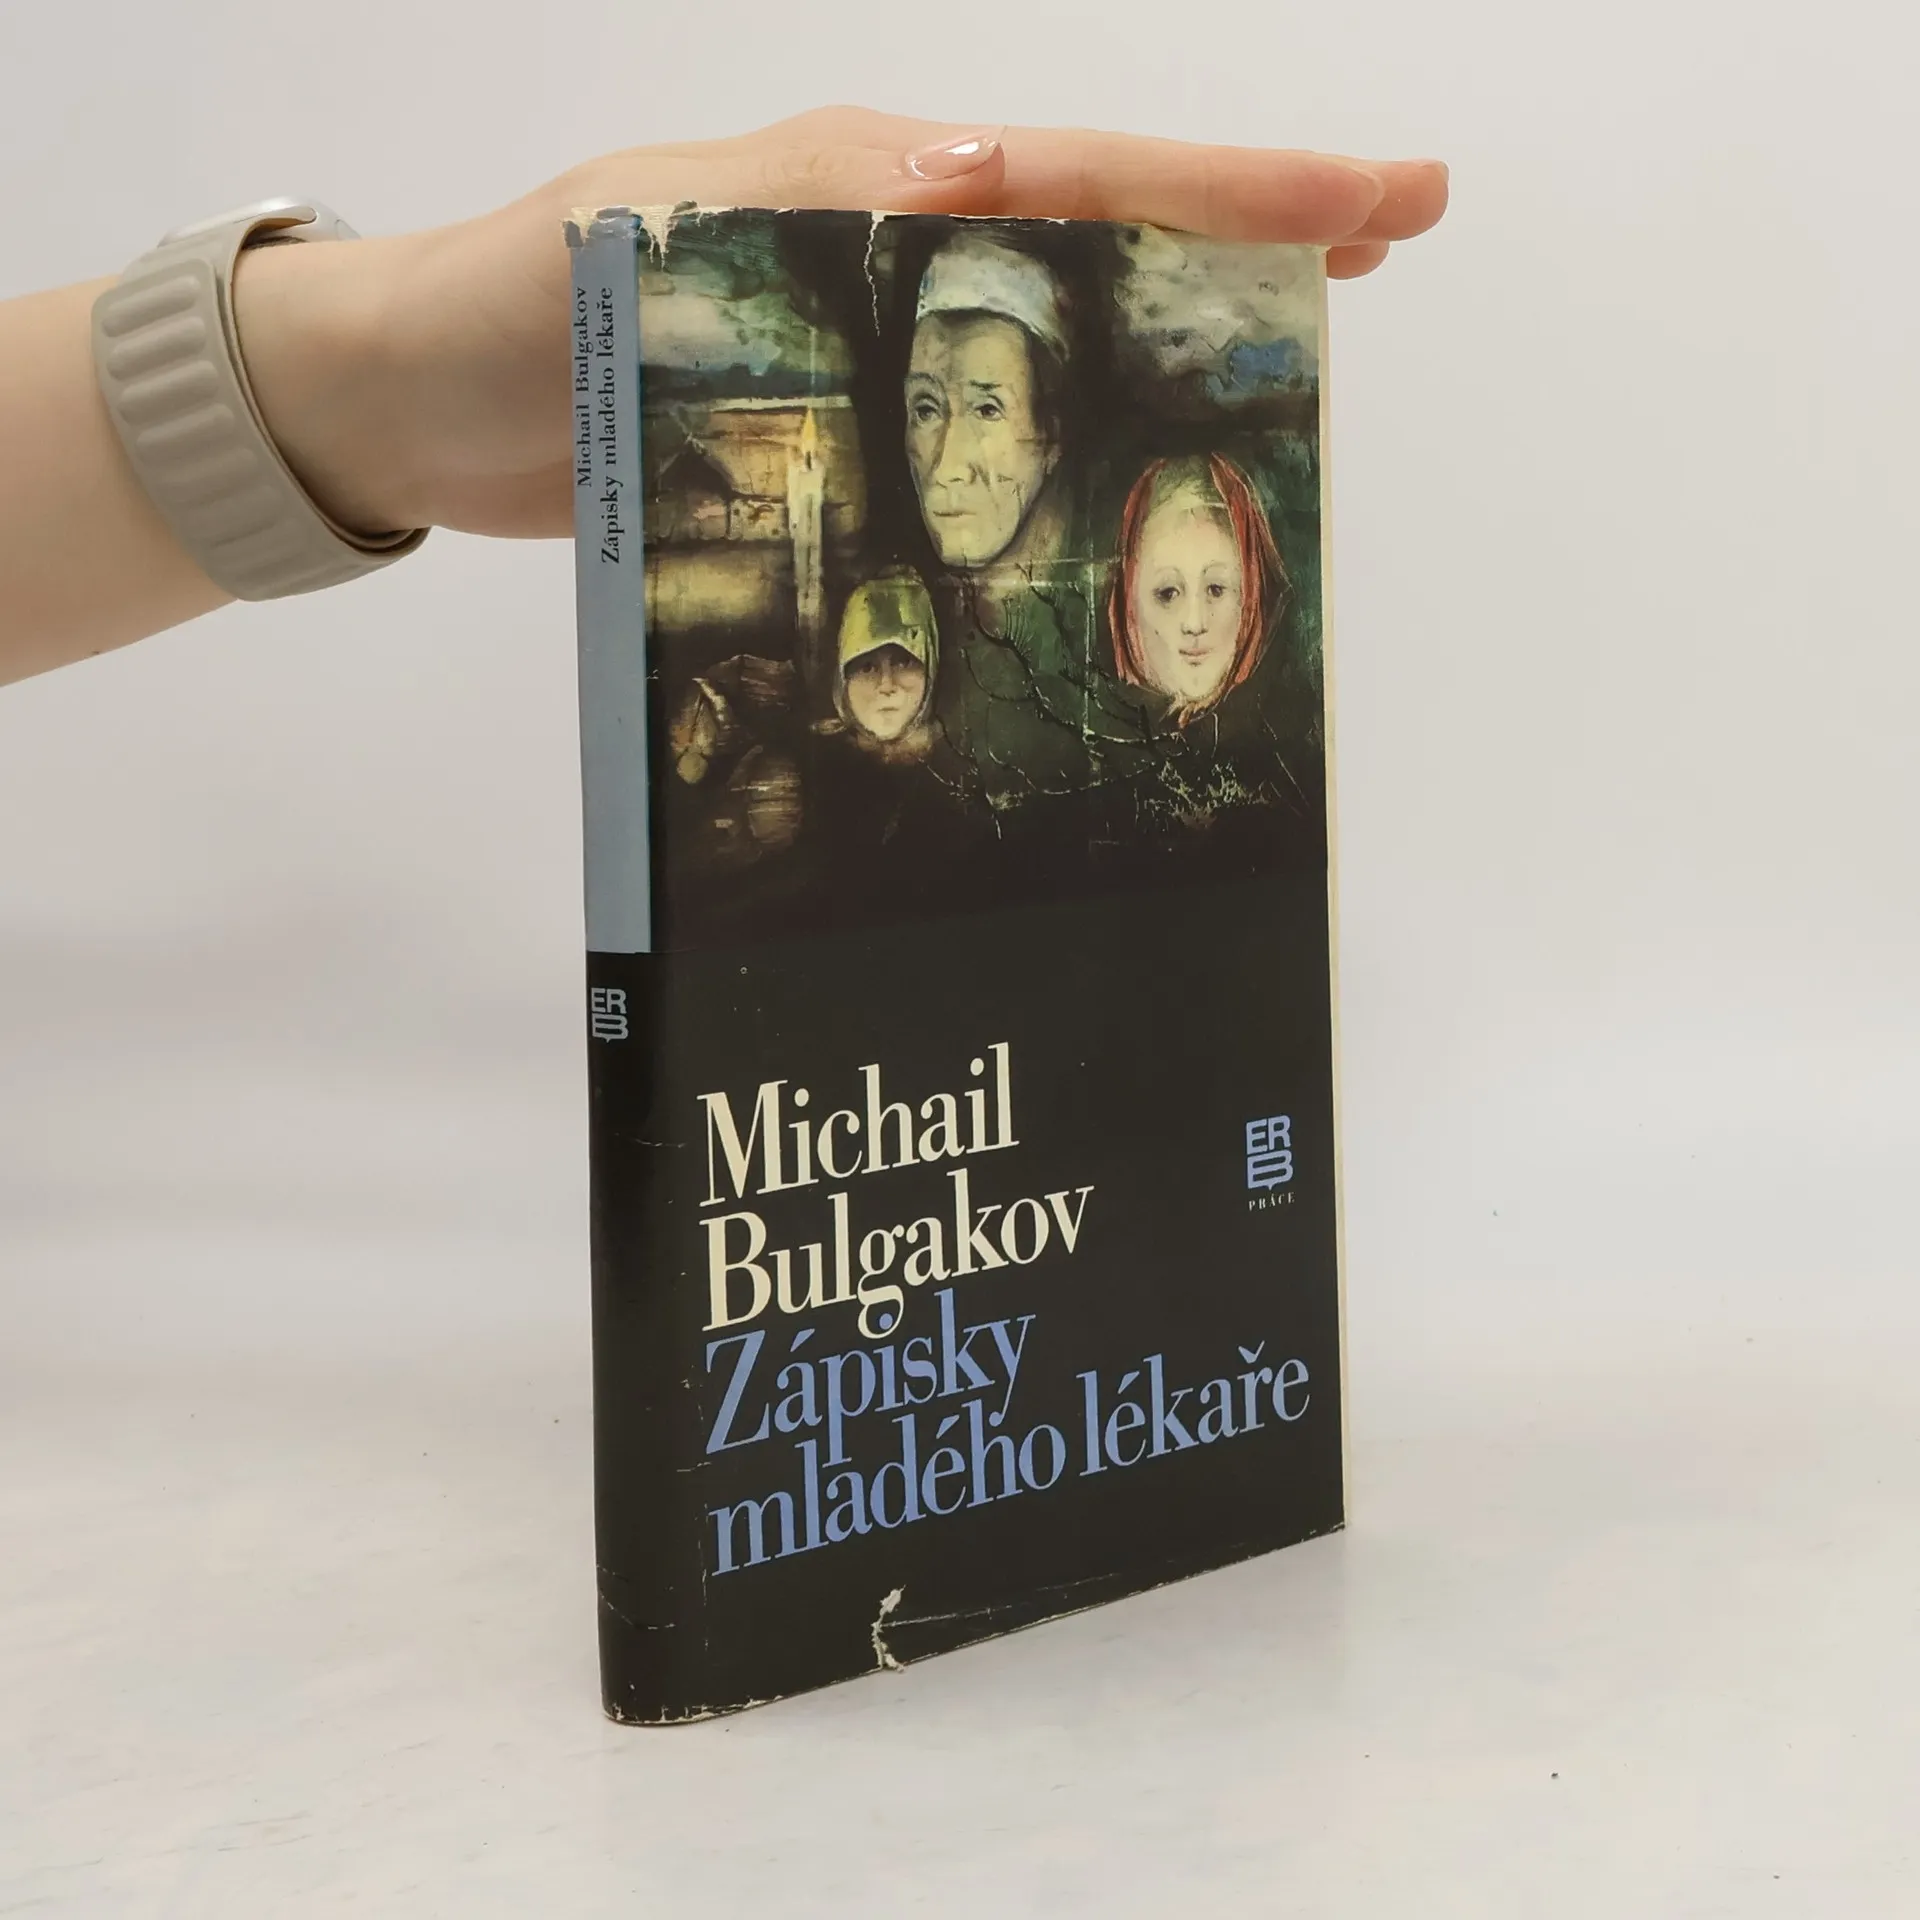 Michail Bulgakov
Zápisky mladého lékaře
ERB
Michail
Bulgakov
Zápisky
mladého lékaře
ERB
PRÁCE